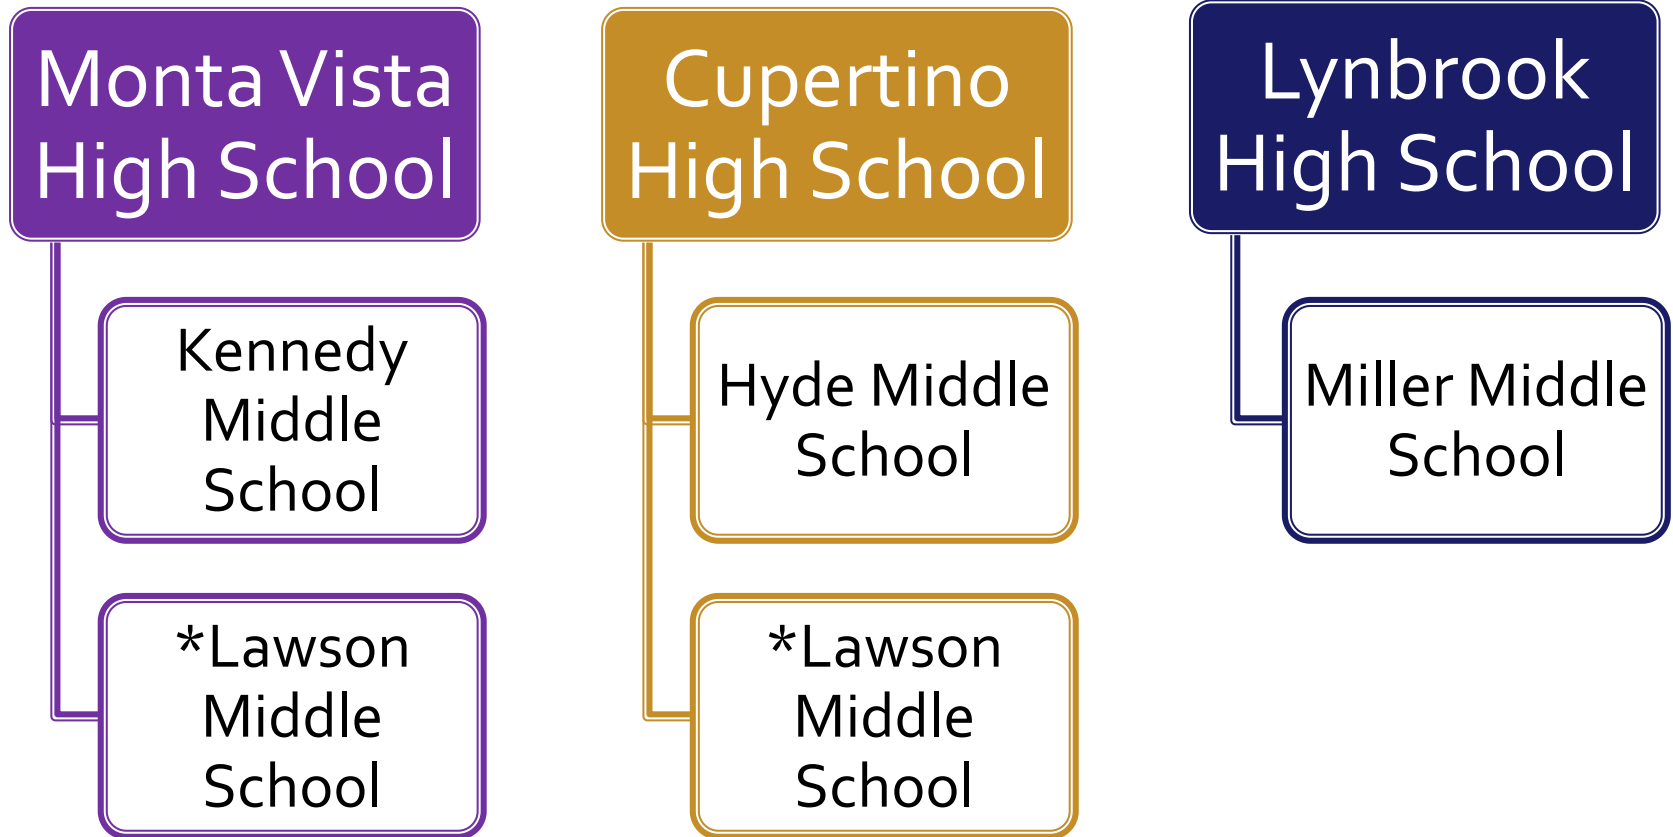 Monta Vista
High School
Kennedy
Middle
School
*Lawson
Middle
School
Cupertino
High School
Hyde Middle
School
*Lawson
Middle
School
Lynbrook
High School
Miller Middle
School